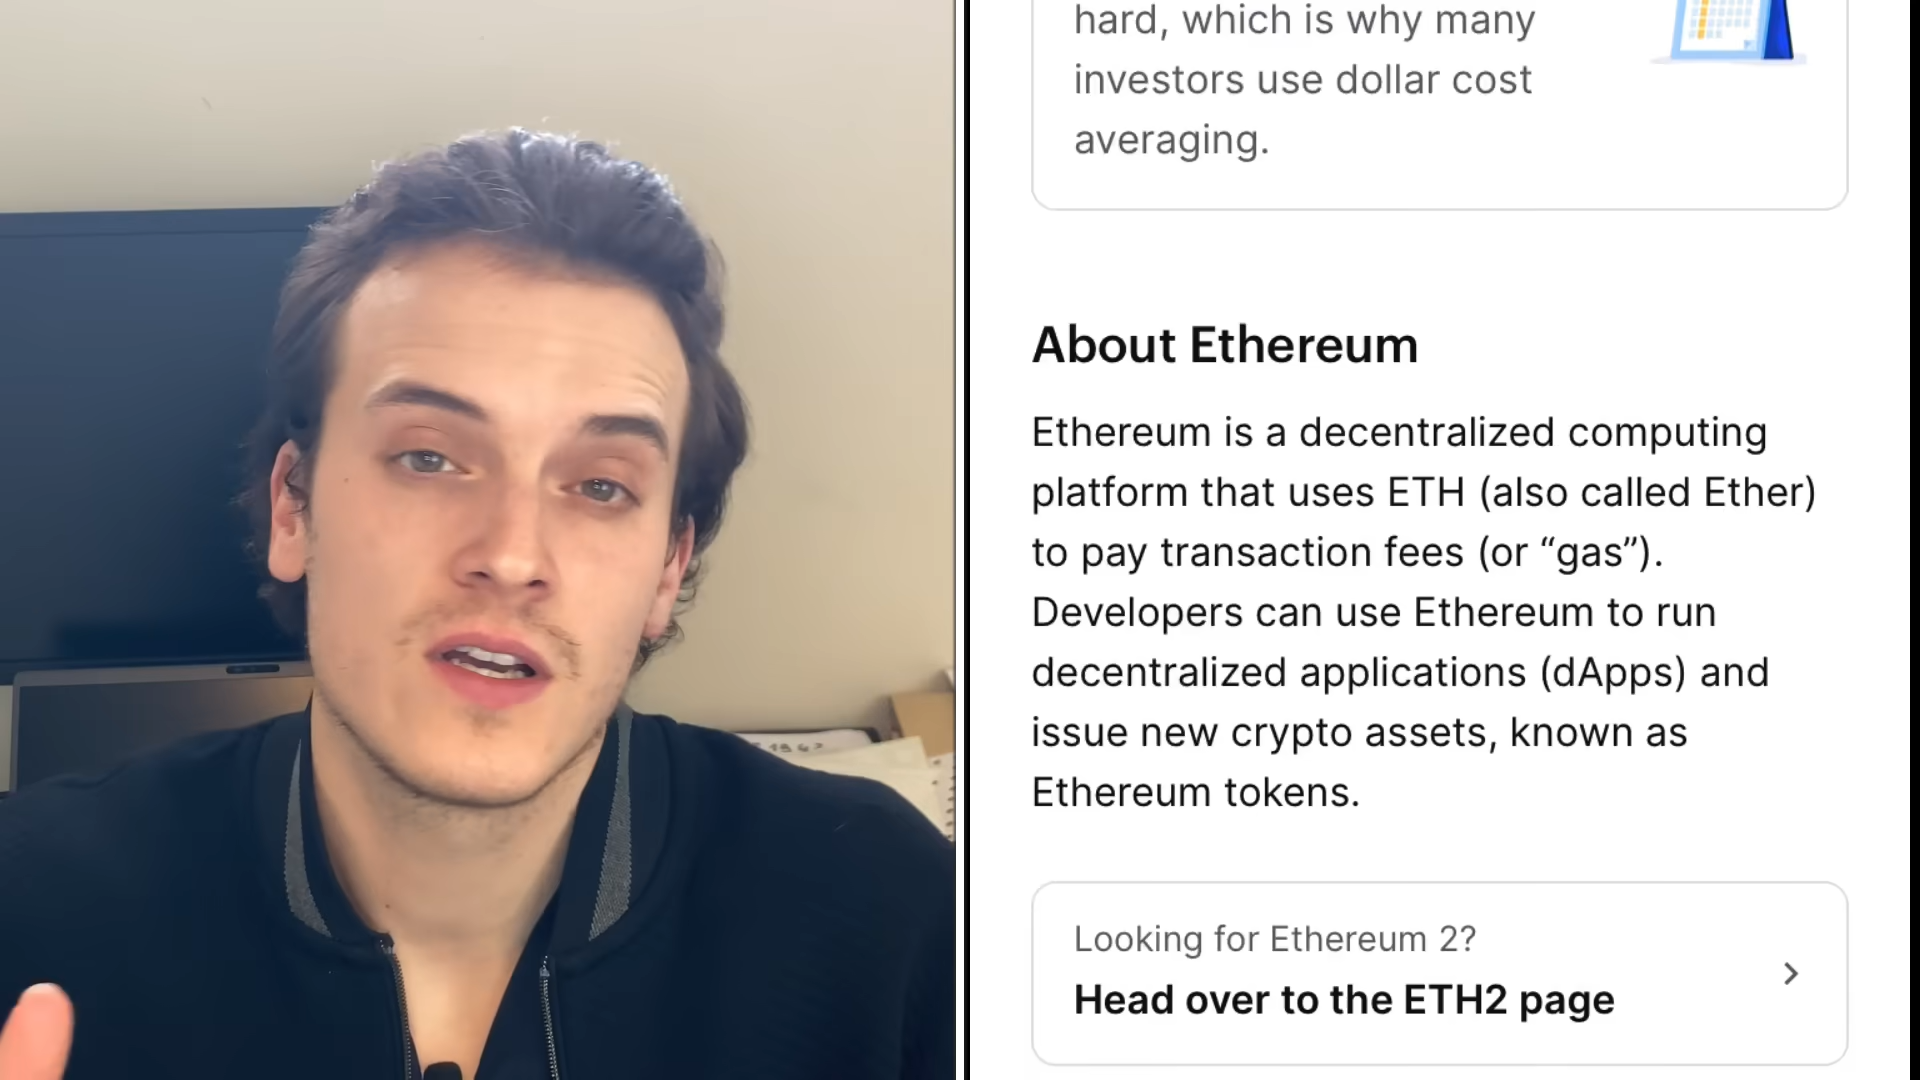 hard, which is why many
investors use dollar cost
averaging.
About Ethereum
Ethereum is a decentralized computing
platform that uses ETH (also called Ether)
to pay transaction fees (or “gas”).
Developers can use Ethereum to run
decentralized applications (dApps) and
issue new crypto assets, known as
Ethereum tokens.
Looking for Ethereum 2?
Head over to the ETH2 page